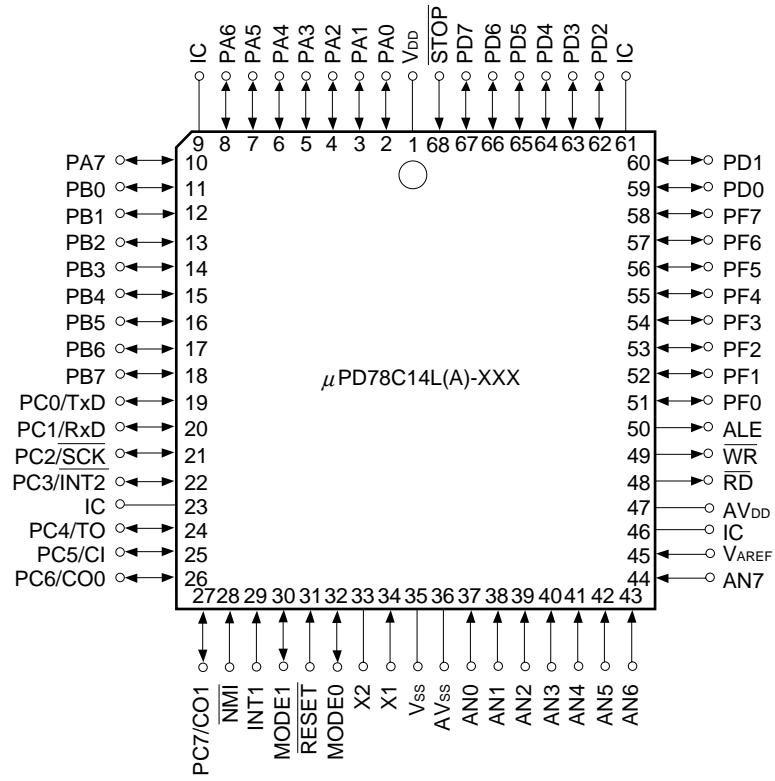 IC
PA6
PA5
PA4
PA3
PA2
PA1
PA0
VDD
STOP
PD7
PD6
PD5
PD4
PD3
PD2
IC
9 8 7 6 5 4 3 2 1 68 67 66 65 64 63 62 61
PA7 10
PB0 11
PB1 12
PB2 13
PB3 14
PB4 15
PB5 16
PB6 17
PB7 18
PC0/TxD 19
PC1/RxD 20
PC2/SCK 21
PC3/INT2 22
IC 23
PC4/TO 24
PC5/CI 25
PC6/CO0 26
μPD78C14L(A)-XXX
60 PD1
59 PD0
58 PF7
57 PF6
56 PF5
55 PF4
54 PF3
53 PF2
52 PF1
51 PF0
50 ALE
49 WR
48 RD
47 AVDD
46 IC
45 VAREF
44 AN7
27 28 29 30 31 32 33 34 35 36 37 38 39 40 41 42 43
PC7/CO1
NMI
INT1
MODE1
RESET
MODE0
X2
X1
VSS
AVSS
AN0
AN1
AN2
AN3
AN4
AN5
AN6